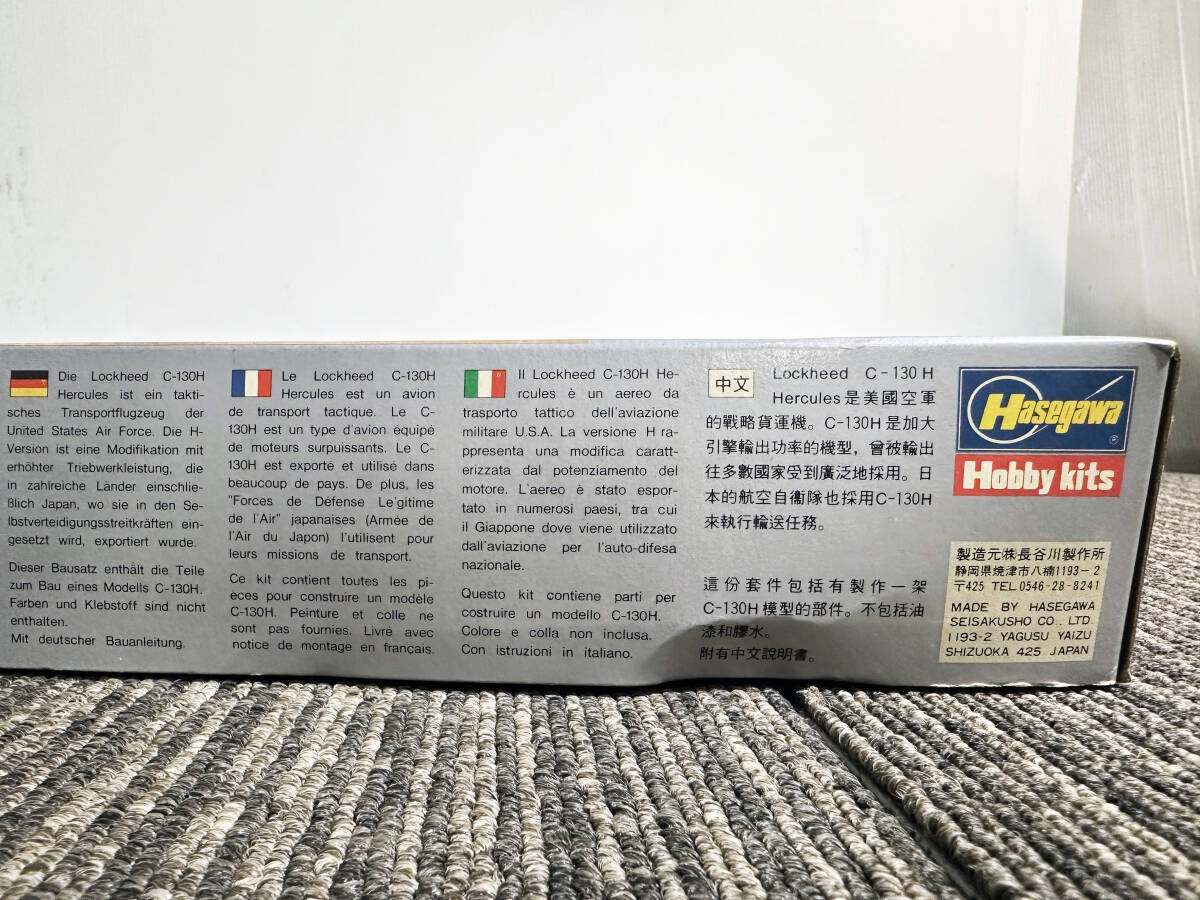 Die Lockheed C-130H
Hercules ist ein takti-
sches Transportflugzeug der
United States Air Force. Die H-
Version ist eine Modifikation mit
erhöhter Triebwerkleistung, die
in zahlreiche Länder einschlie-
ßlich Japan, wo sie in den Se-
lbstverteidigungsstreitkräften ein-
gesetzt wird, exportiert wurde.
Dieser Bausatz enthält die Teile
zum Bau eines Modells C-130H.
Farben und Klebstoff sind nicht
enthalten.
Mit deutscher Bauanleitung.
Le Lockheed C-130H
Hercules est un avion
de transport tactique. Le C-
130H est un type d'avion équipé
de moteurs surpuissants. Le C-
130H est exporté et utilisé dans
beaucoup de pays. De plus, les
"Forces de Défense Le'gitime
de l'Air" japanaises (Armée de
l'Air du Japon) l'utilisent pour
leurs missions de transport.
Ce kit contient toutes les pi-
èces pour construire un modèle
C-130H. Peinture et colle ne
sont pas fournies. Livre avec
notice de montage en français.
Il Lockheed C-130H He-
rcules è un aereo da
trasporto tattico dell'aviazione
militare U.S.A. La versione H ra-
ppresenta una modifica caratt-
erizzata dal potenziamento del
motore. L'aereo è stato espor-
tato in numerosi paesi, tra cui
il Giappone dove viene utilizzato
dall'aviazione per l'auto-difesa
nazionale.
Questo kit contiene parti per
costruire un modello C-130H.
Colore e colla non inclusa.
Con istruzioni in italiano.
中文
Lockheed C-130H
Hercules是美國空軍
的戰略貨運機。C-130H是加大
引擎輸出功率的機型，曾被輸出
往多數國家受到廣泛地採用。日
本的航空自衛隊也採用C-130H
來執行輸送任務。
這份套件包括有製作一架
C-130H模型的部件。不包括油
漆和膠水。
附有中文說明書。
Hasegawa
Hobby kits
製造元㈱長谷川製作所
静岡県焼津市八楠1193-2
〒425 TEL.0546-28-8241
MADE BY HASEGAWA
SEISAKUSHO CO., LTD.
1193-2 YAGUSU YAIZU
SHIZUOKA 425 JAPAN